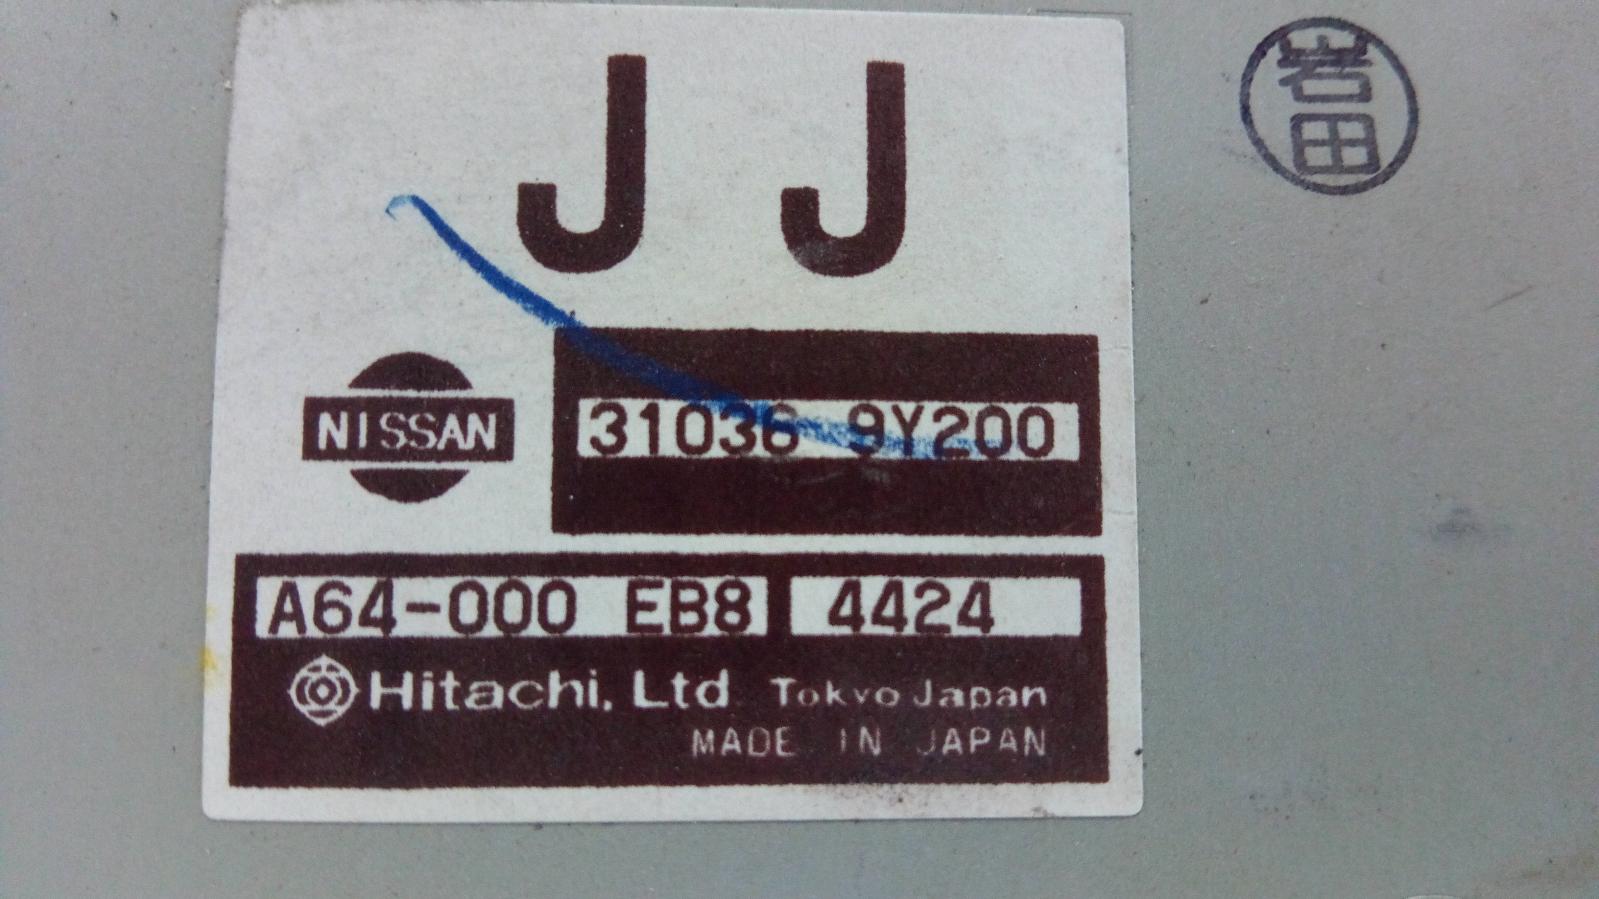 J J
岩田
NISSAN
31036 9Y200
A64-000 EB8 4424
Hitachi, Ltd. Tokyo Japan
MADE IN JAPAN